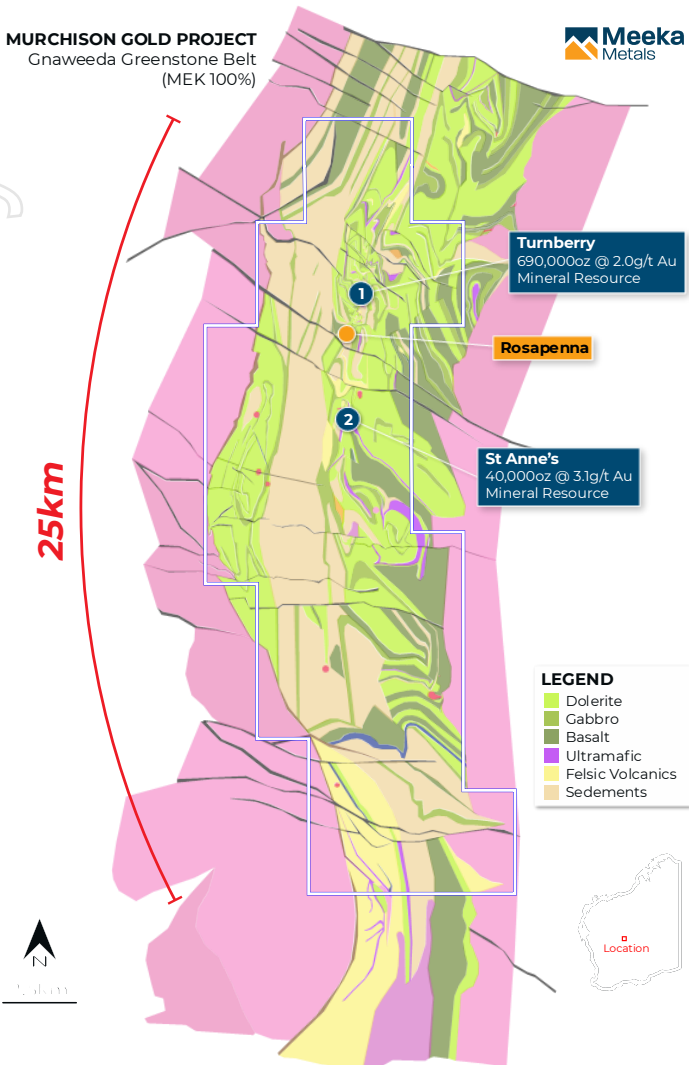 MURCHISON GOLD PROJECT
Gnaweeda Greenstone Belt
(MEK 100%)
Meeka
Metals
Turnberry
690,000oz @ 2.0g/t Au
Mineral Resource
1
Rosapenna
2
St Anne's
40,000oz @ 3.1g/t Au
Mineral Resource
25km
LEGEND
Dolerite
Gabbro
Basalt
Ultramafic
Felsic Volcanics
Sedements
Location
N